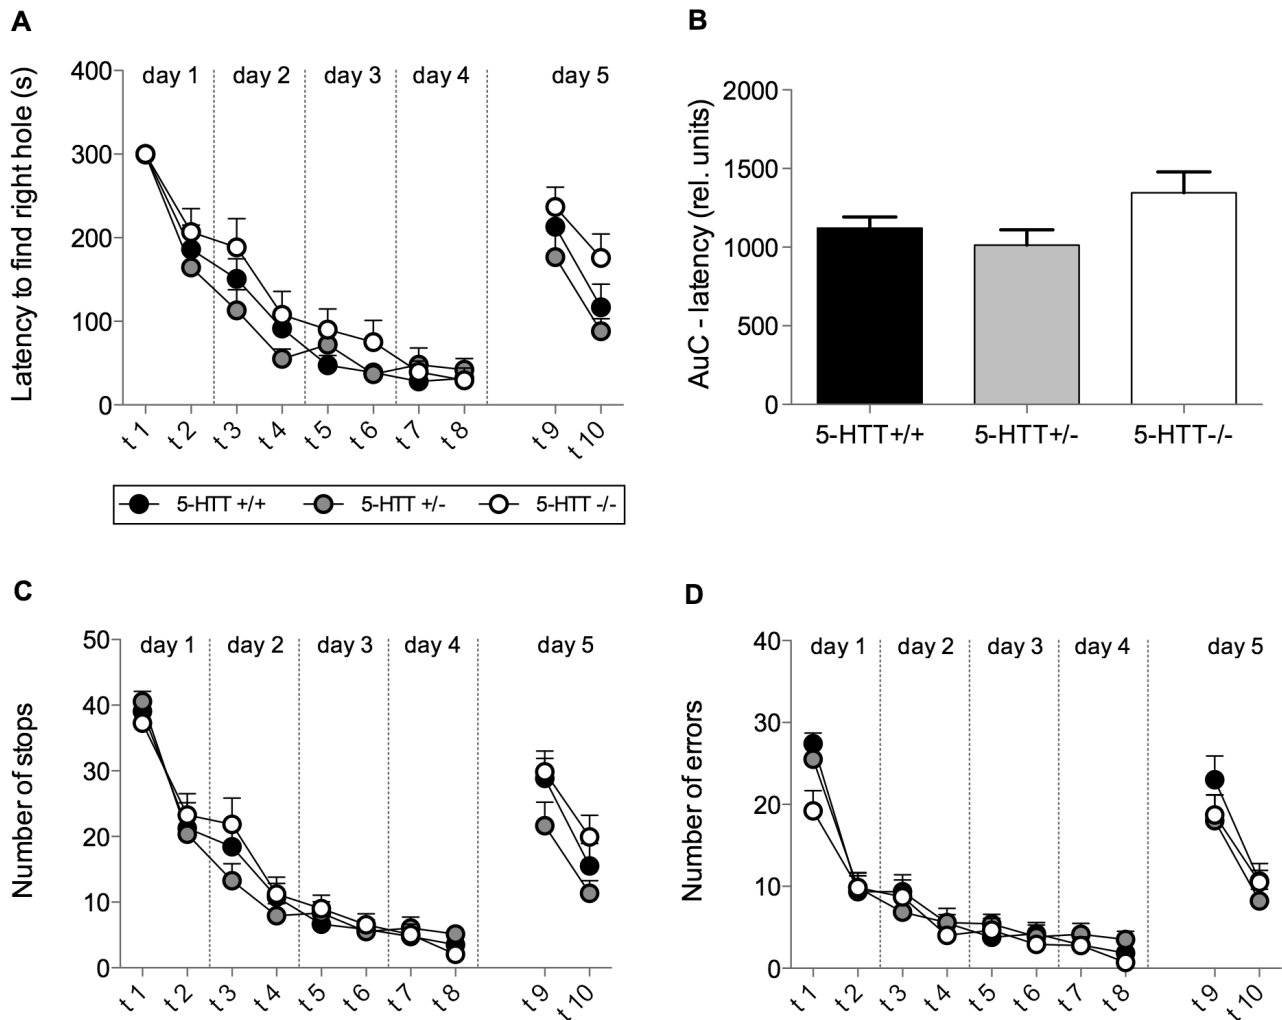 A
Latency to find right hole (s)
400
300
200
100
0
day 1 day 2 day 3 day 4 day 5
t 1 t 2 t 3 t 4 t 5 t 6 t 7 t 8 t 9 t 10
5-HTT +/+ 5-HTT +/- 5-HTT -/-
B
AuC - latency (rel. units)
2000
1500
1000
500
0
5-HTT+/+ 5-HTT+/- 5-HTT-/-
C
Number of stops
50
40
30
20
10
0
day 1 day 2 day 3 day 4 day 5
t 1 t 2 t 3 t 4 t 5 t 6 t 7 t 8 t 9 t 10
D
Number of errors
40
30
20
10
0
day 1 day 2 day 3 day 4 day 5
t 1 t 2 t 3 t 4 t 5 t 6 t 7 t 8 t 9 t 10